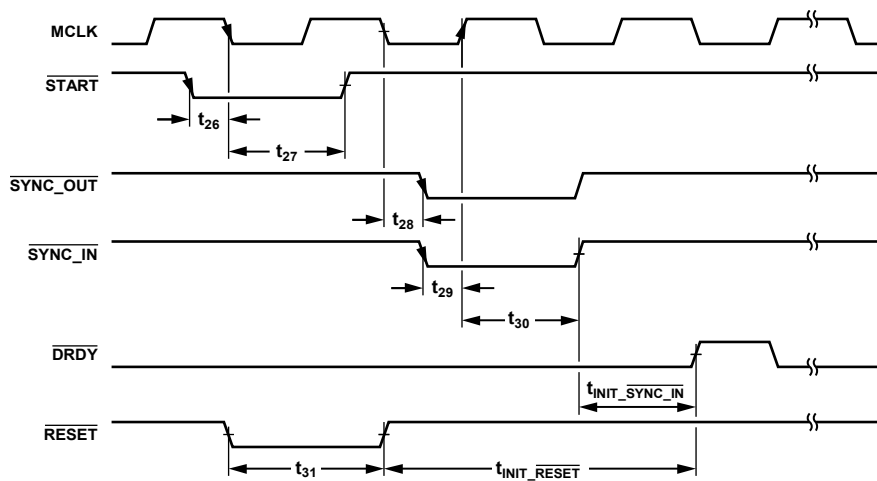 MCLK
START
t26
t27
SYNC_OUT
t28
SYNC_IN
t29
t30
DRDY
tINIT_SYNC_IN
RESET
t31
tINIT_RESET